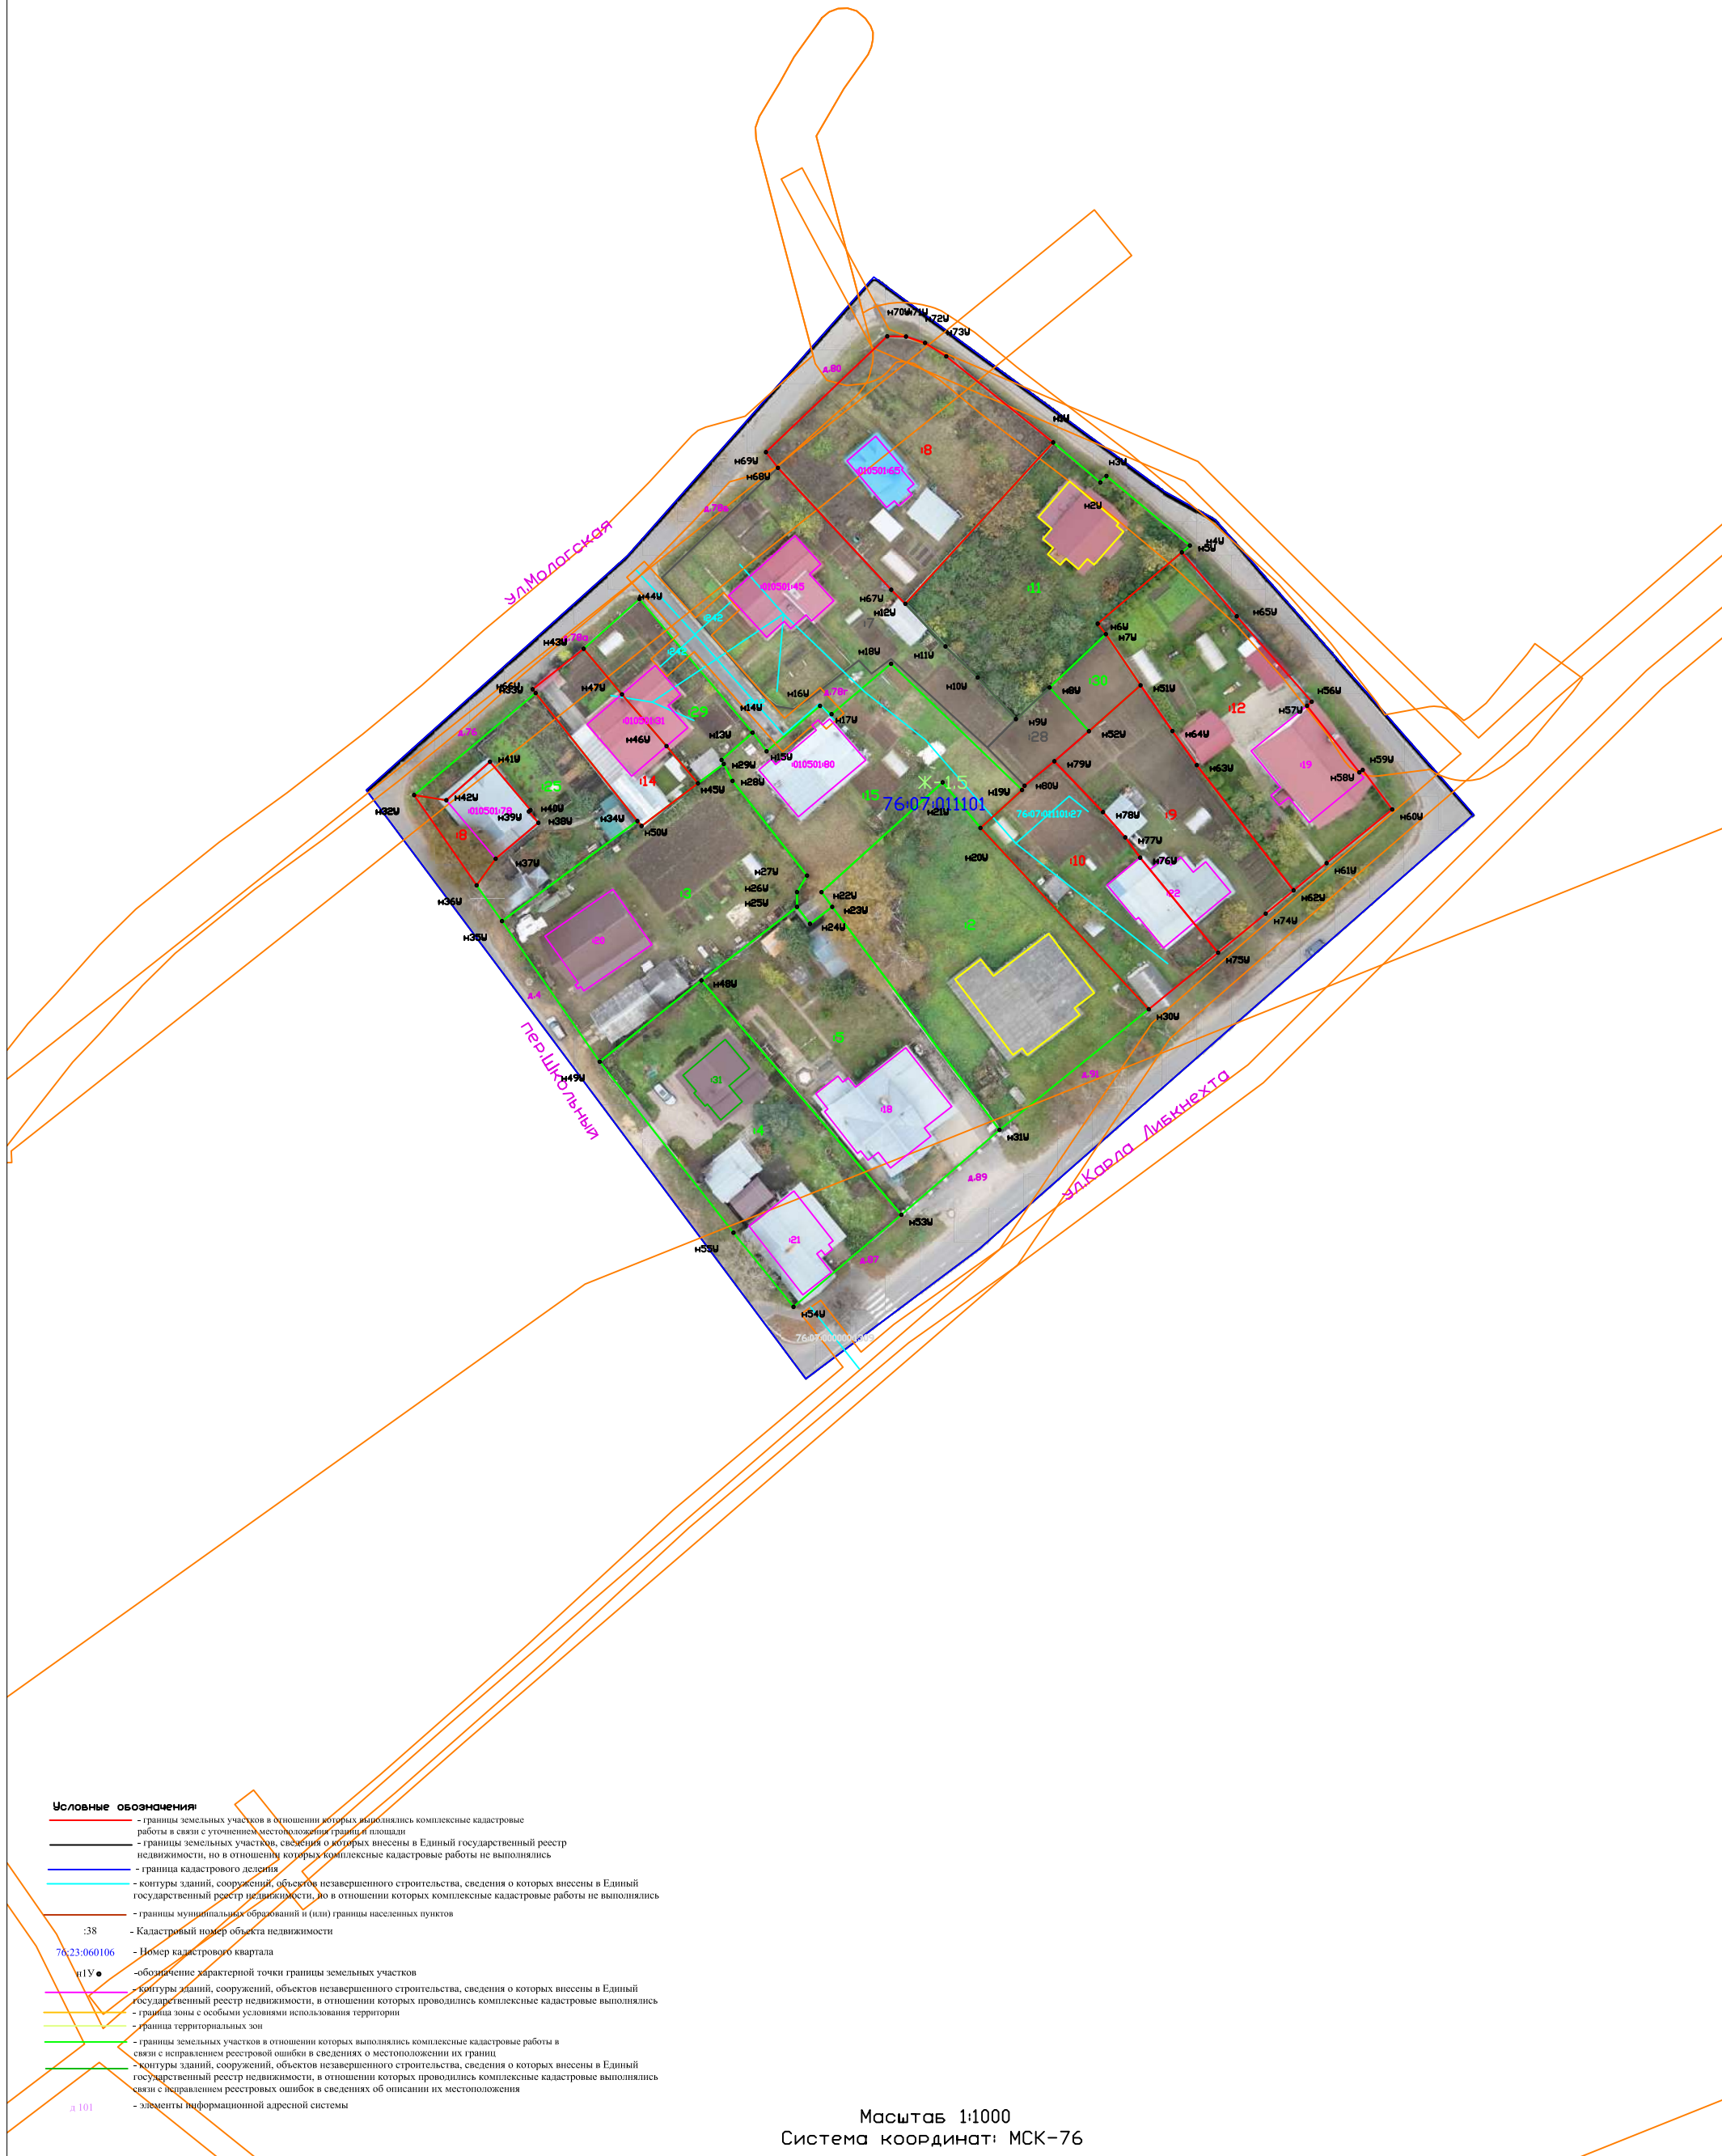 н70У
н71У
н72У
н73У
д.80
н1У
:8
н69У
н68У
:010501:65
н3У
н2У
д.78в
н4У
н5У
Ул.Мологская
:010501:45
:11
н67У
н12У
н44У
:7
:242
н65У
н6У
н7У
н43У
д.78а
:242
н11У
н18У
н66У
н33У
н47У
:010501:31
:29
н10У
:30
н8У
н51У
н56У
н57У
:12
н16У
д.78г
н17У
н14У
н9У
:28
н52У
н64У
д.76
н46У
н13У
н15У
н41У
н29У
:010501:80
н79У
н63У
:19
н59У
н58У
:25
:14
н28У
н45У
Ж-1.5
:15
76:07:011101
н19У
н80У
н42У
н32У
:010501:78
н39У
н40У
н38У
н34У
н50У
н21У
76:07:011101:27
н78У
:9
н60У
:8
н20У
н77У
н37У
н76У
:10
н61У
н27У
н26У
н25У
:3
н22У
н23У
н24У
:22
н62У
н36У
н74У
н35У
:20
:2
н75У
н48У
д.4
н30У
Пер.Школьный
:5
н49У
:31
д.91
:18
Ул.Карла Либкнехта
:4
н31У
д.89
н53У
н55У
:21
д.87
н54У
Условные обозначения:
- границы земельных участков в отношении которых выполнялись комплексные кадастровые
работы в связи с уточнением местоположения границ и площади
- границы земельных участков, сведения о которых внесены в Единый государственный реестр
недвижимости, но в отношении которых комплексные кадастровые работы не выполнялись
- граница кадастрового деления
- контуры зданий, сооружений, объектов незавершенного строительства, сведения о которых внесены в Единый
государственный реестр недвижимости, но в отношении которых комплексные кадастровые работы не выполнялись
- границы муниципальных образований и (или) границы населенных пунктов
:38 - Кадастровый номер объекта недвижимости
76:23:060106 - Номер кадастрового квартала
н1У -обозначение характерной точки границы земельных участков
- контуры зданий, сооружений, объектов незавершенного строительства, сведения о которых внесены в Единый
государственный реестр недвижимости, в отношении которых проводились комплексные кадастровые выполнялись
- граница зоны с особыми условиями использования территории
- граница территориальных зон
- границы земельных участков в отношении которых выполнялись комплексные кадастровые работы в
связи с исправлением реестровой ошибки в сведениях о местоположении их границ
- контуры зданий, сооружений, объектов незавершенного строительства, сведения о которых внесены в Единый
государственный реестр недвижимости, в отношении которых проводились комплексные кадастровые выполнялись
связи с исправлением реестровых ошибок в сведениях об описании их местоположения
д 101 - элементы информационной адресной системы
Масштаб 1:1000
Система координат: МСК-76